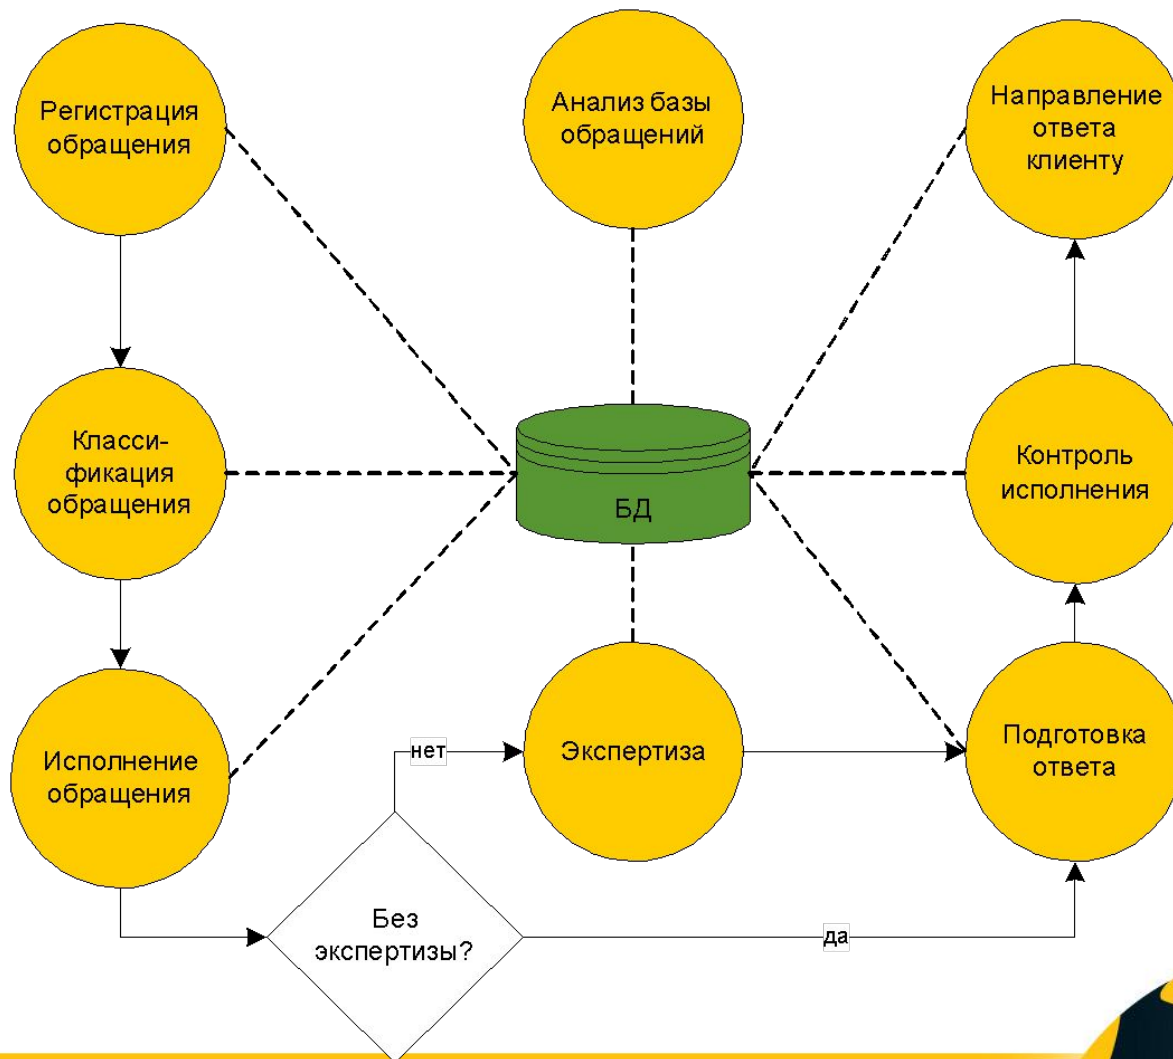 Регистрация
обращения
Анализ базы
обращений
Направление
ответа
клиенту
Класси-
фикация
обращения
БД
Контроль
исполнения
Исполнение
обращения
нет
Экспертиза
Подготовка
ответа
Без
экспертизы?
да